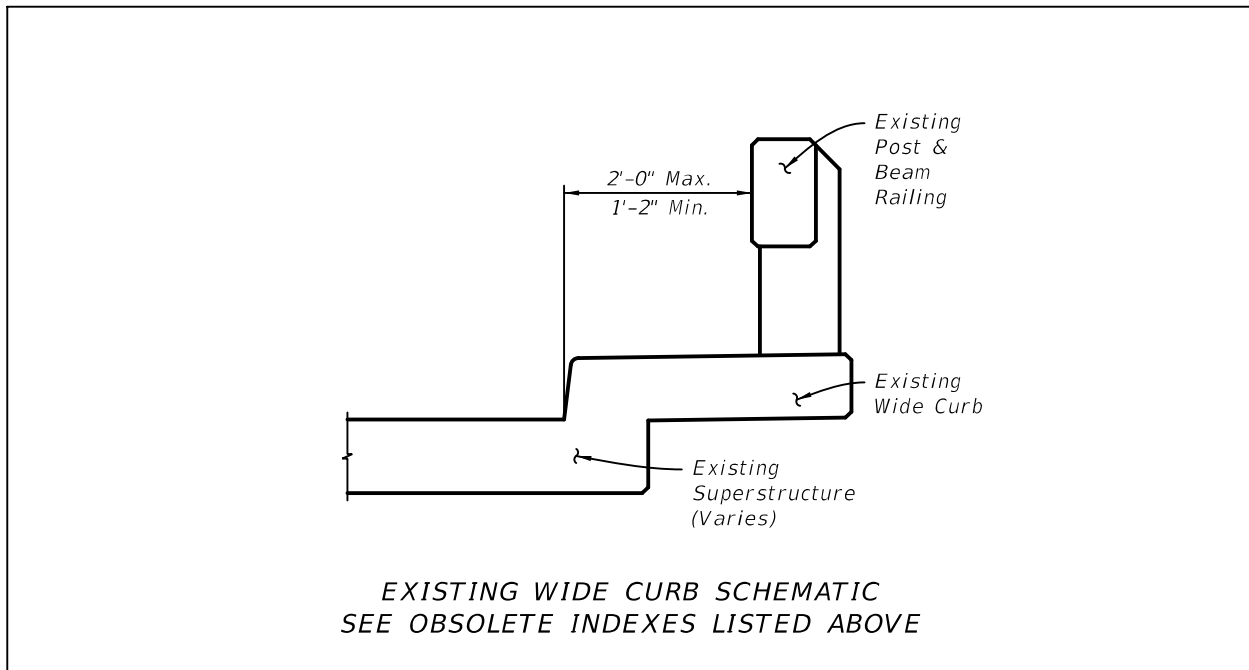 Existing
Post &
Beam
Railing
2'-0" Max.
1'-2" Min.
Existing
Wide Curb
Existing
Superstructure
(Varies)
EXISTING WIDE CURB SCHEMATIC
SEE OBSOLETE INDEXES LISTED ABOVE